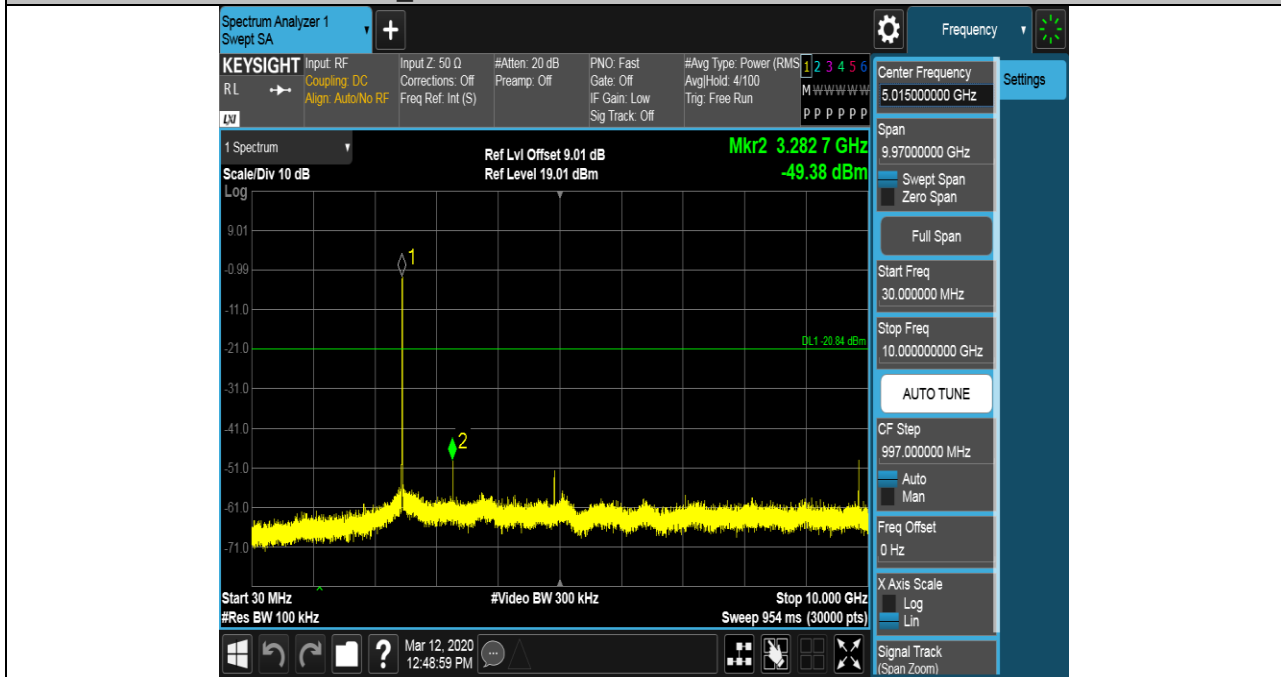 Spectrum Analyzer 1
Swept SA
+
Frequency
KEYSIGHT
RL
LXI
Input: RF
Coupling: DC
Align: Auto/No RF
Input Z: 50 Ω
Corrections: Off
Freq Ref: Int (S)
#Atten: 20 dB
Preamp: Off
PNO: Fast
Gate: Off
IF Gain: Low
Sig Track: Off
#Avg Type: Power (RMS
Avg|Hold: 4/100
Trig: Free Run
1 2 3 4 5 6
M W W W W W
P P P P P P
1 Spectrum
Scale/Div 10 dB
Log
Ref Lvl Offset 9.01 dB
Ref Level 19.01 dBm
Mkr2 3.282 7 GHz
-49.38 dBm
9.01
-0.99
-11.0
-21.0
-31.0
-41.0
-51.0
-61.0
-71.0
1
2
DL1 -20.84 dBm
Start 30 MHz
#Res BW 100 kHz
#Video BW 300 kHz
Stop 10.000 GHz
Sweep 954 ms (30000 pts)
?
Mar 12, 2020
12:48:59 PM
Center Frequency
5.015000000 GHz
Settings
Span
9.97000000 GHz
Swept Span
Zero Span
Full Span
Start Freq
30.000000 MHz
Stop Freq
10.000000000 GHz
AUTO TUNE
CF Step
997.000000 MHz
Auto
Man
Freq Offset
0 Hz
X Axis Scale
Log
Lin
Signal Track
(Span Zoom)